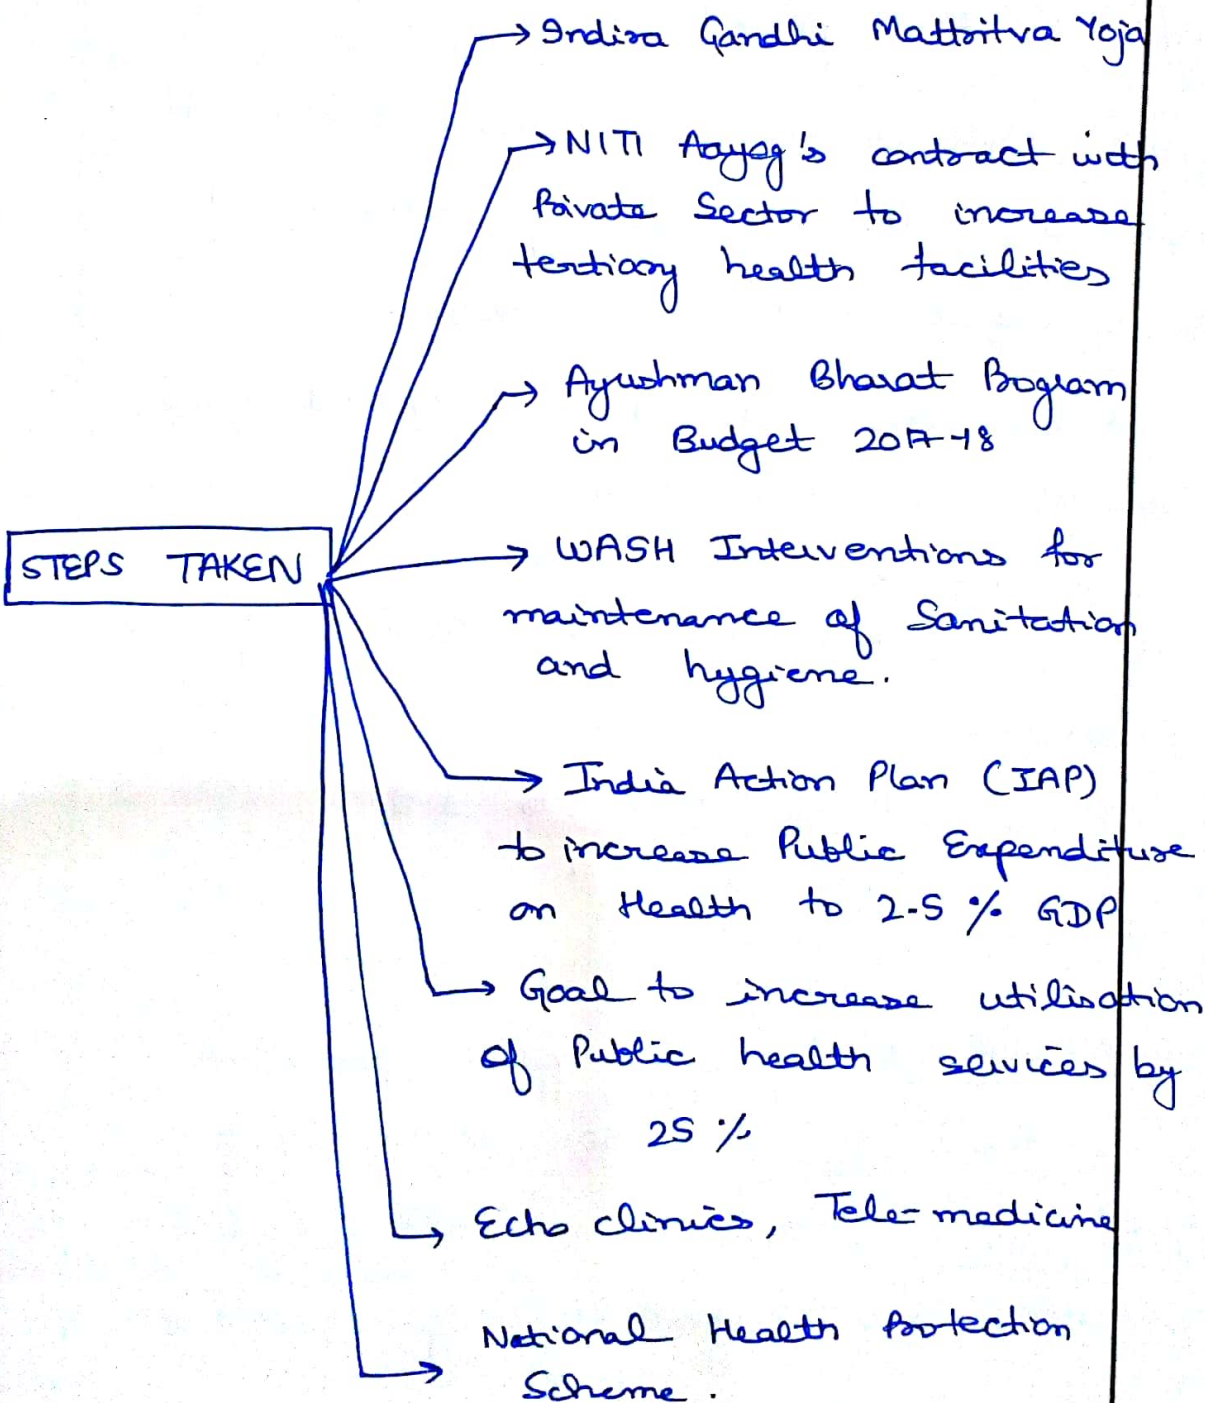 Indira Gandhi Mattritva Yoja
NITI Aayog's contract with
Private Sector to increase
tertiary health facilities
Ayushman Bharat Program
in Budget 2017-18
STEPS TAKEN
WASH Interventions for
maintenance of Sanitation
and hygiene.
India Action Plan (IAP)
to increase Public Expenditure
on Health to 2.5 % GDP
Goal to increase utilisation
of Public health services by
25 %
Echo clinics, Tele-medicine
National Health Protection
Scheme.